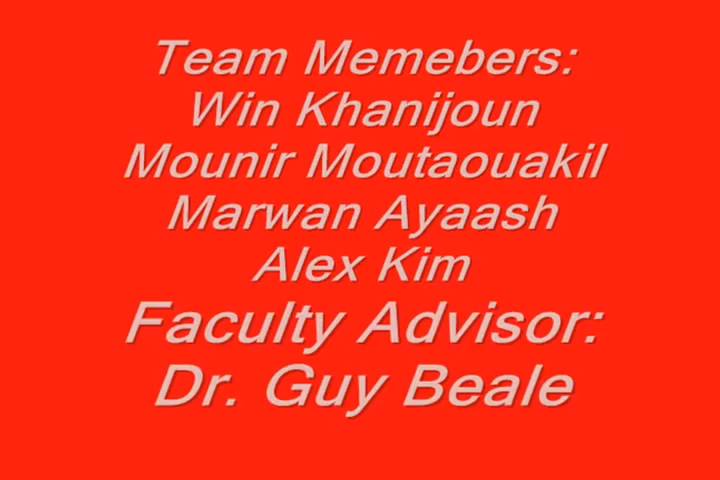 Team Memebers:
Win Khanijoun
Mounir Moutaouakil
Marwan Ayaash
Alex Kim
Faculty Advisor:
Dr. Guy Beale